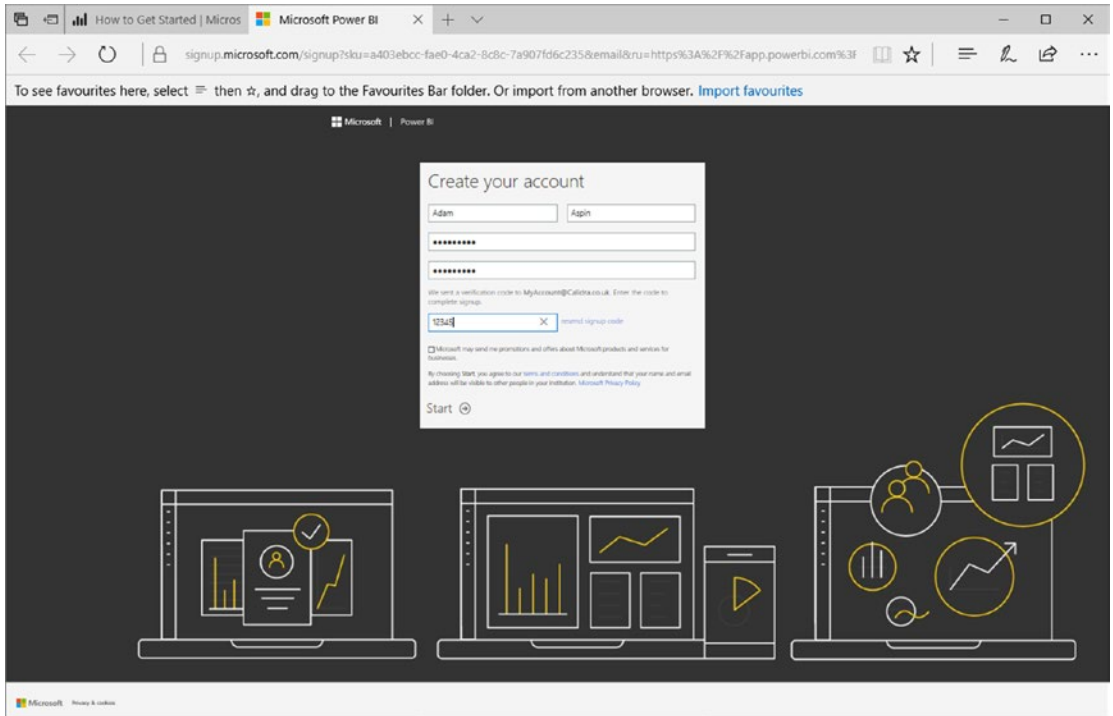 How to Get Started | Micros
Microsoft Power BI
signup.microsoft.com/signup?sku=a403ebcc-fae0-4ca2-8c8c-7a907fd6c235&email&ru=https%3A%2F%2Fapp.powerbi.com%3F
To see favourites here, select then ☆, and drag to the Favourites Bar folder. Or import from another browser. Import favourites
Microsoft | Power BI
Create your account
Adam
Aspin
We sent a verification code to MyAccount@Calidra.co.uk. Enter the code to
complete signup.
12345
resend signup code
Microsoft may send me promotions and offers about Microsoft products and services for
businesses.
By choosing Start, you agree to our terms and conditions and understand that your name and email
address will be visible to other people in your institution. Microsoft Privacy Policy
Start
Microsoft
Privacy & cookies